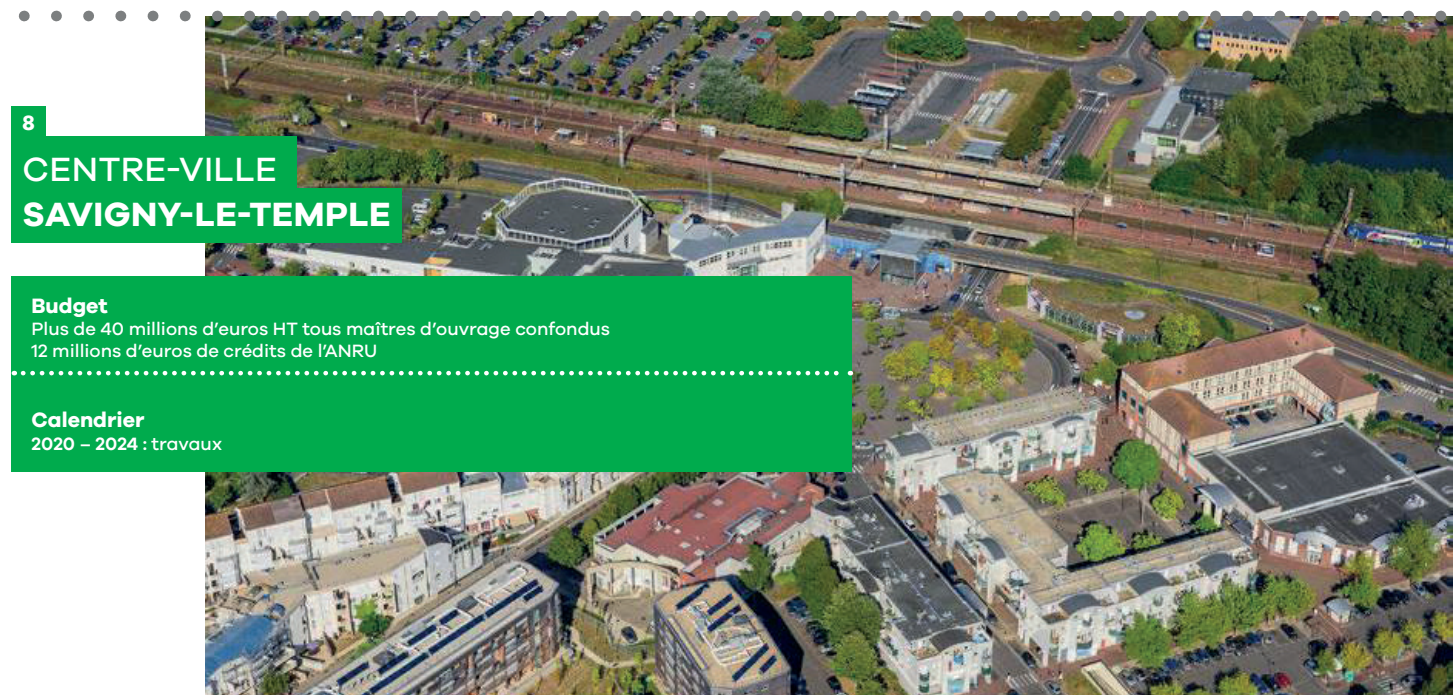 8
CENTRE-VILLE
SAVIGNY-LE-TEMPLE
Budget
Plus de 40 millions d’euros HT tous maîtres d’ouvrage confondus
12 millions d’euros de crédits de l’ANRU
Calendrier
2020 – 2024 : travaux